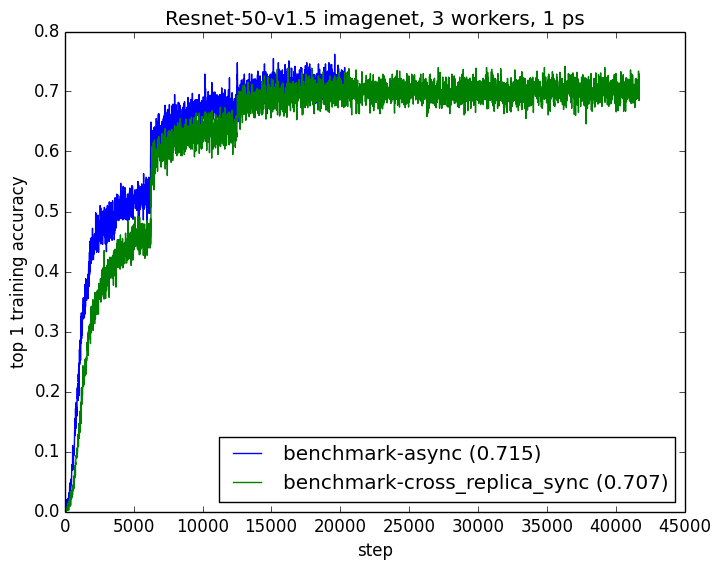 Resnet-50-v1.5 imagenet, 3 workers, 1 ps
0.8
0.7
0.6
0.5
0.4
0.3
0.2
0.1
0.0
top 1 training accuracy
benchmark-async (0.715)
benchmark-cross_replica_sync (0.707)
0 5000 10000 15000 20000 25000 30000 35000 40000 45000
step